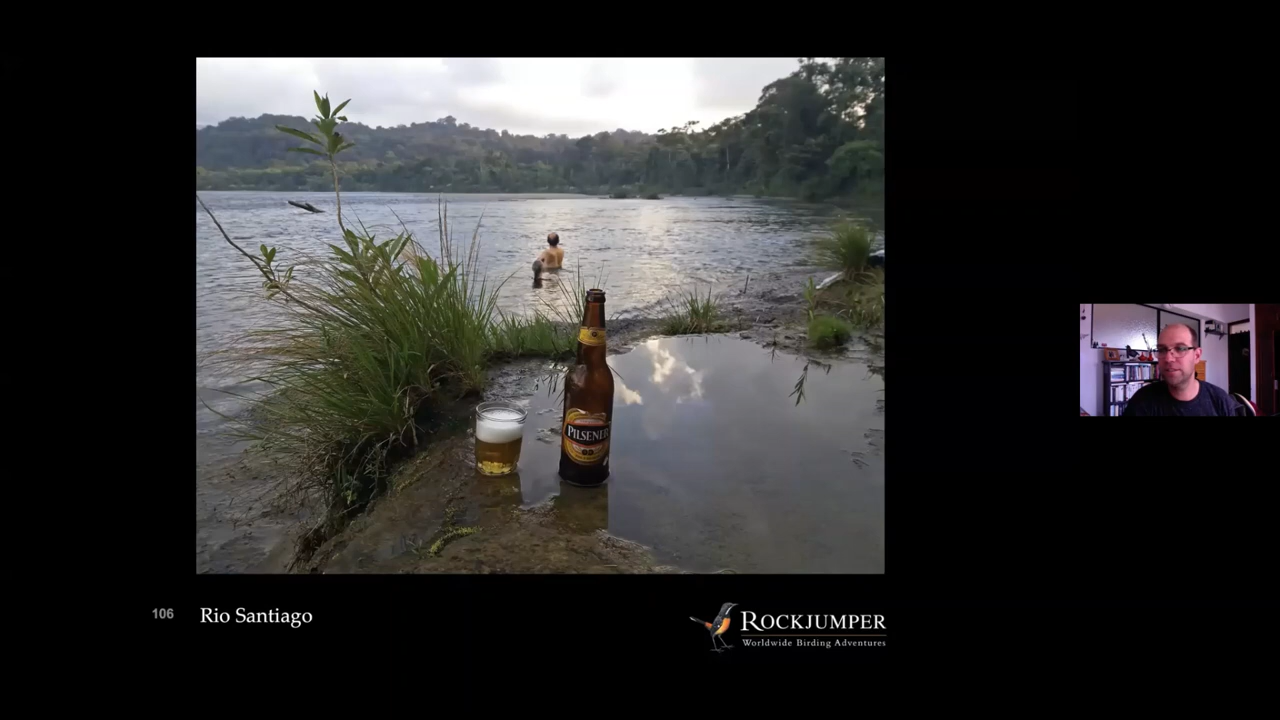 PILSENER
106
Rio Santiago
ROCKJUMPER
Worldwide Birding Adventures